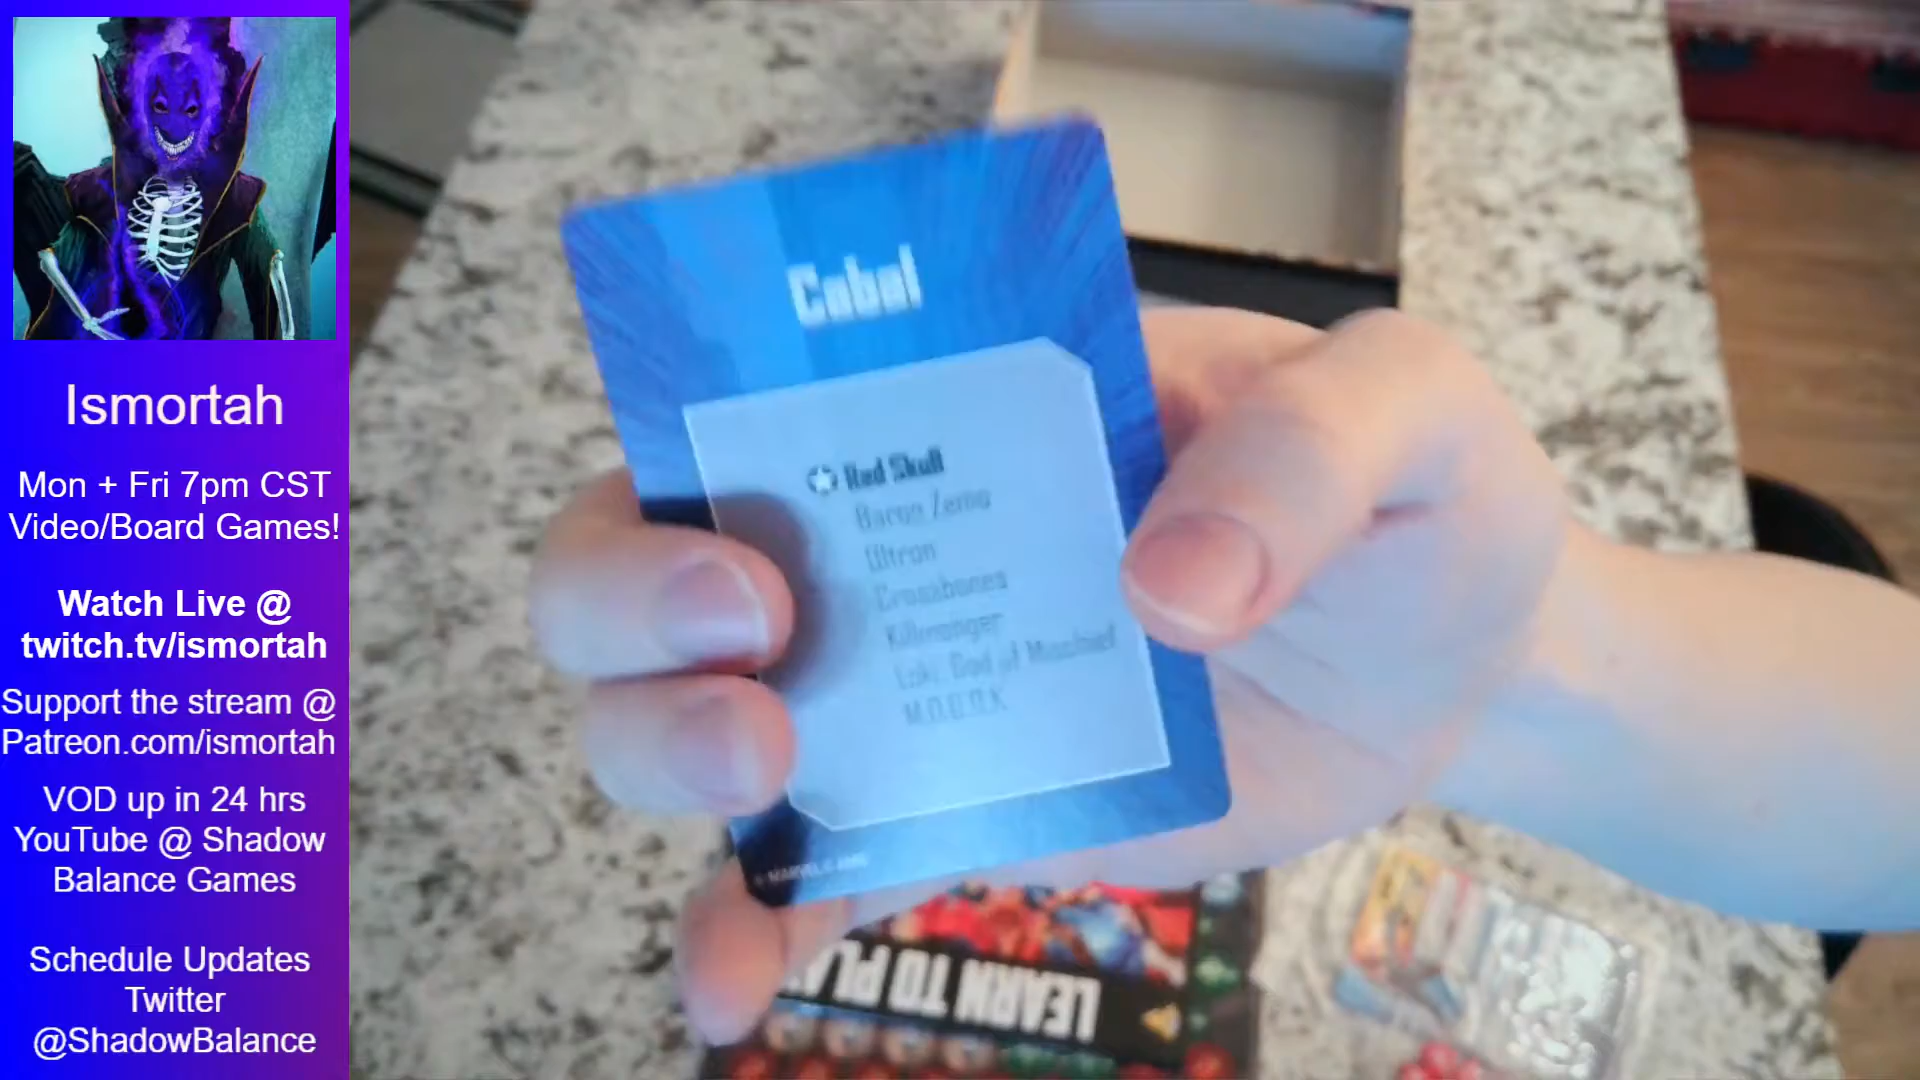 Ismortah
Mon + Fri 7pm CST
Video/Board Games!
Watch Live @
twitch.tv/ismortah
Support the stream @
Patreon.com/ismortah
VOD up in 24 hrs
YouTube @ Shadow
Balance Games
Schedule Updates
Twitter
@ShadowBalance
Cabal
Red Skull
Baron Zemo
Ultron
Crossbones
Killmonger
Loki, God of Mischief
M.O.D.O.K
LEARN TO PLA